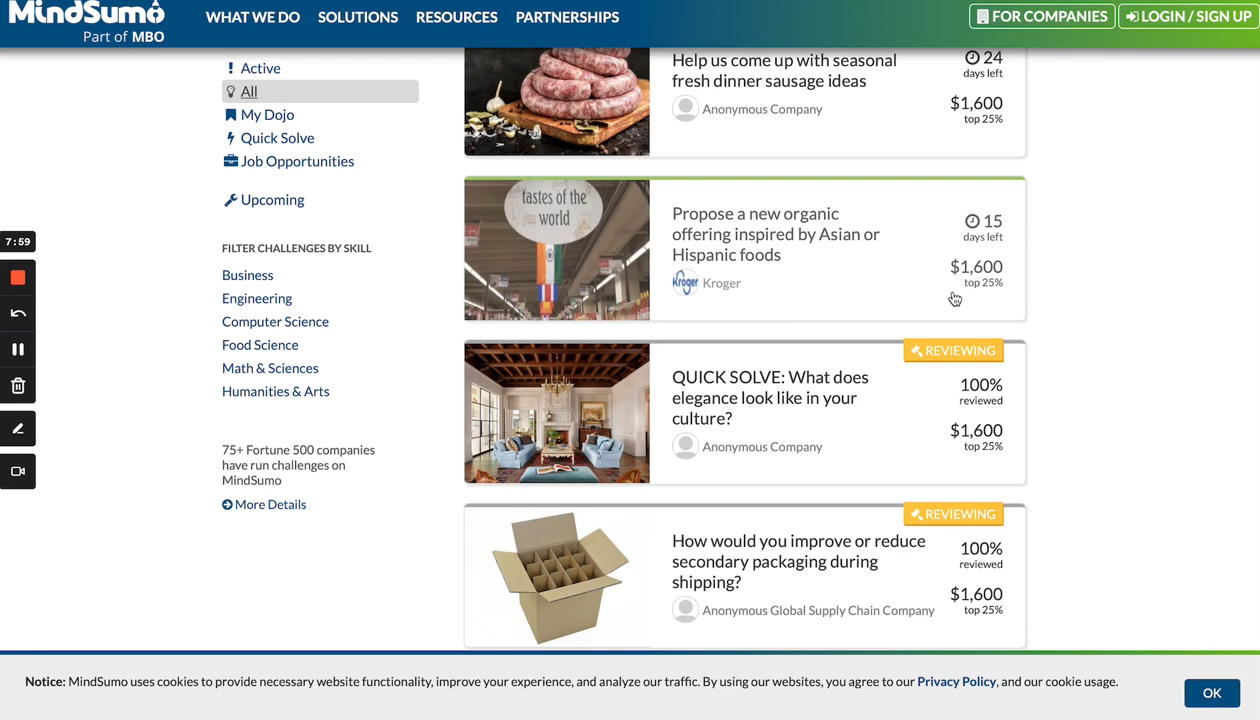 MindSumo
Part of MBO
WHAT WE DO
SOLUTIONS
RESOURCES
PARTNERSHIPS
FOR COMPANIES
LOGIN / SIGN UP
Active
All
My Dojo
Quick Solve
Job Opportunities
Upcoming
7:59
FILTER CHALLENGES BY SKILL
Business
Engineering
Computer Science
Food Science
Math & Sciences
Humanities & Arts
75+ Fortune 500 companies
have run challenges on
MindSumo
More Details
Help us come up with seasonal
fresh dinner sausage ideas
Anonymous Company
24
days left
$1,600
top 25%
tastes of the
world
Propose a new organic
offering inspired by Asian or
Hispanic foods
Kroger
Kroger
15
days left
$1,600
top 25%
REVIEWING
QUICK SOLVE: What does
elegance look like in your
culture?
Anonymous Company
100%
reviewed
$1,600
top 25%
REVIEWING
How would you improve or reduce
secondary packaging during
shipping?
Anonymous Global Supply Chain Company
100%
reviewed
$1,600
top 25%
Notice: MindSumo uses cookies to provide necessary website functionality, improve your experience, and analyze our traffic. By using our websites, you agree to our Privacy Policy, and our cookie usage.
OK